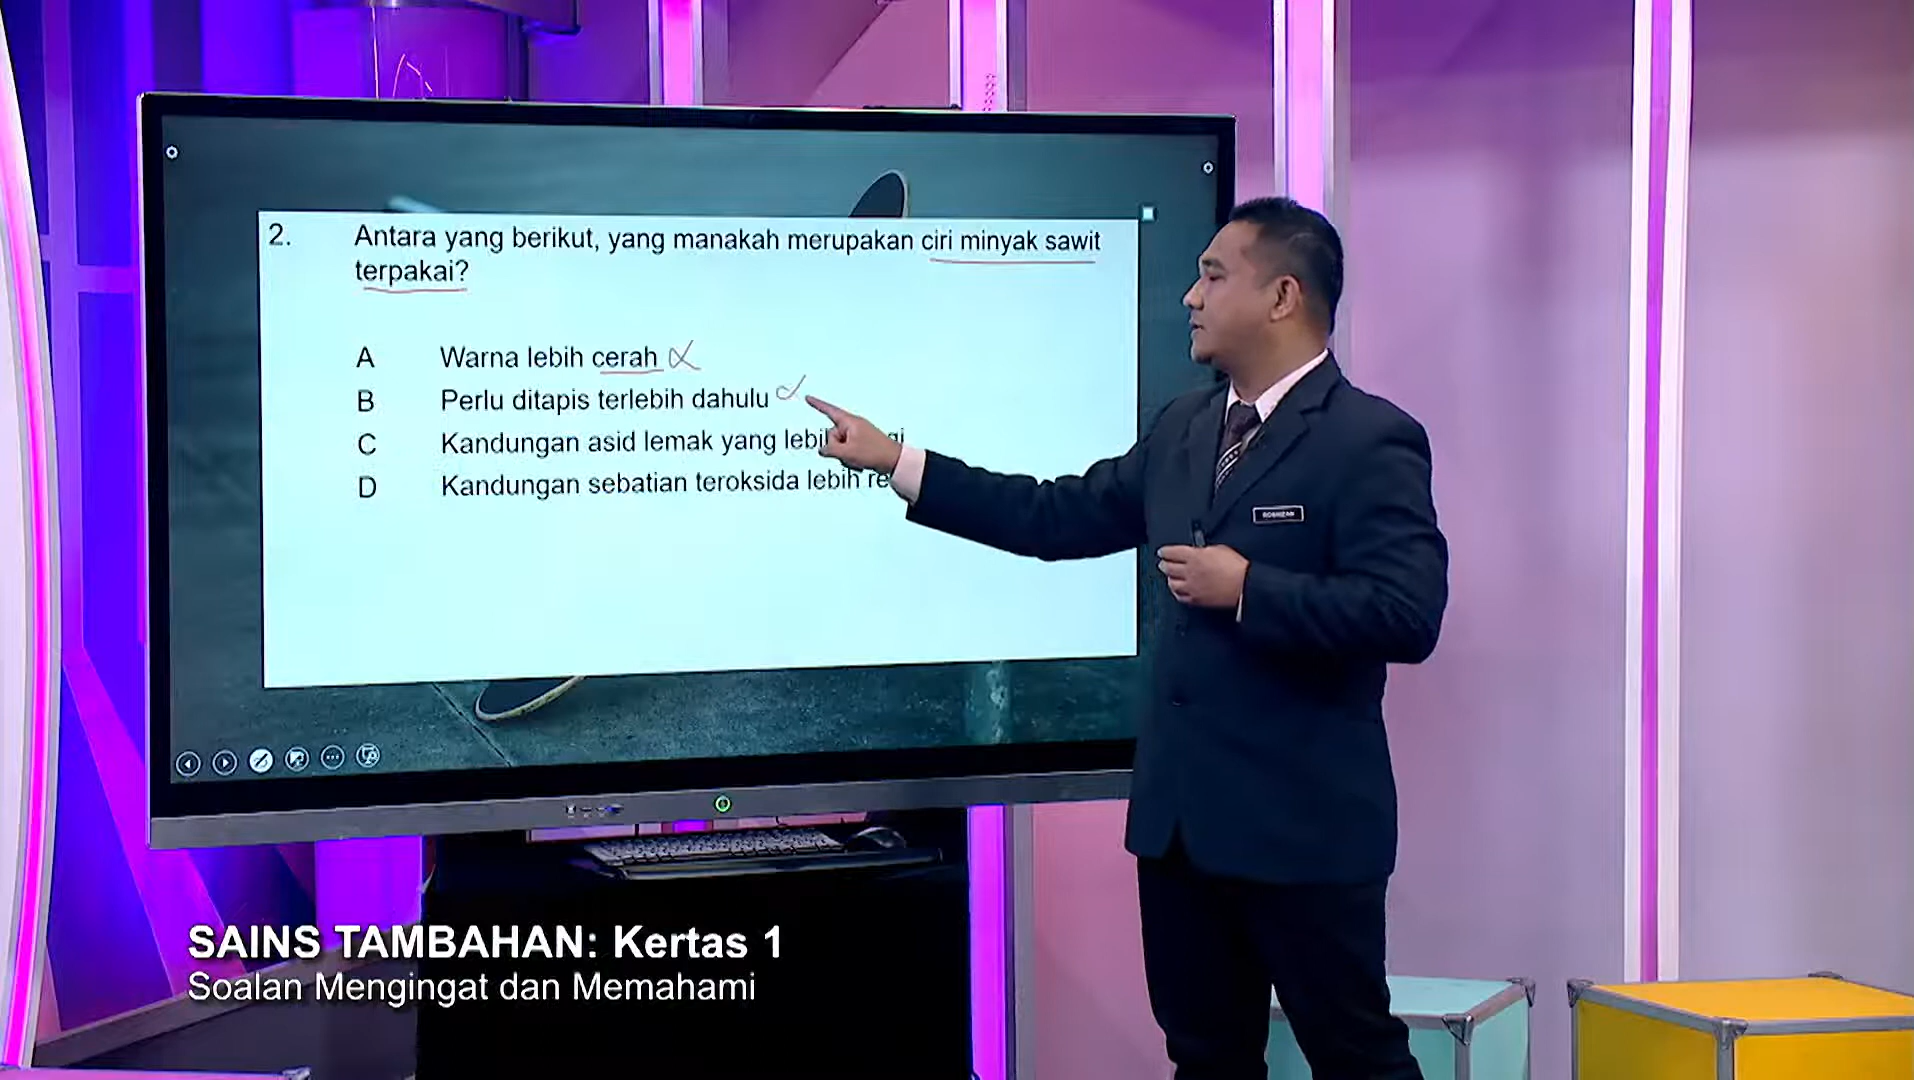 2. Antara yang berikut, yang manakah merupakan ciri minyak sawit
terpakai?
A Warna lebih cerah
B Perlu ditapis terlebih dahulu
C Kandungan asid lemak yang
D Kandungan sebatian teroksida lebih
SAINS TAMBAHAN: Kertas 1
Soalan Mengingat dan Memahami